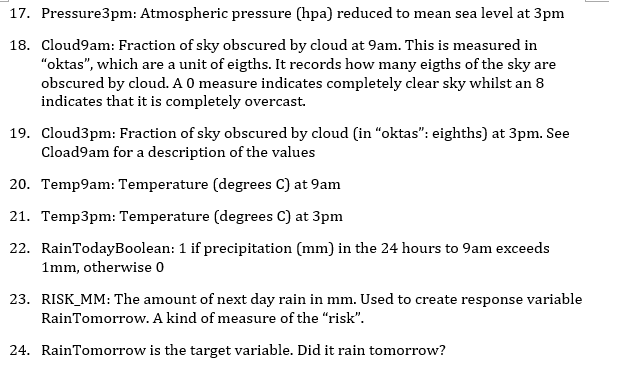 17. Pressure3pm: Atmospheric pressure (hpa) reduced to mean sea level at 3pm
18. Cloud9am: Fraction of sky obscured by cloud at 9am. This is measured in
“oktas”, which are a unit of eigths. It records how many eigths of the sky are
obscured by cloud. A 0 measure indicates completely clear sky whilst an 8
indicates that it is completely overcast.
19. Cloud3pm: Fraction of sky obscured by cloud (in “oktas”: eighths) at 3pm. See
Cload9am for a description of the values
20. Temp9am: Temperature (degrees C) at 9am
21. Temp3pm: Temperature (degrees C) at 3pm
22. RainTodayBoolean: 1 if precipitation (mm) in the 24 hours to 9am exceeds
1mm, otherwise 0
23. RISK_MM: The amount of next day rain in mm. Used to create response variable
RainTomorrow. A kind of measure of the “risk”.
24. RainTomorrow is the target variable. Did it rain tomorrow?